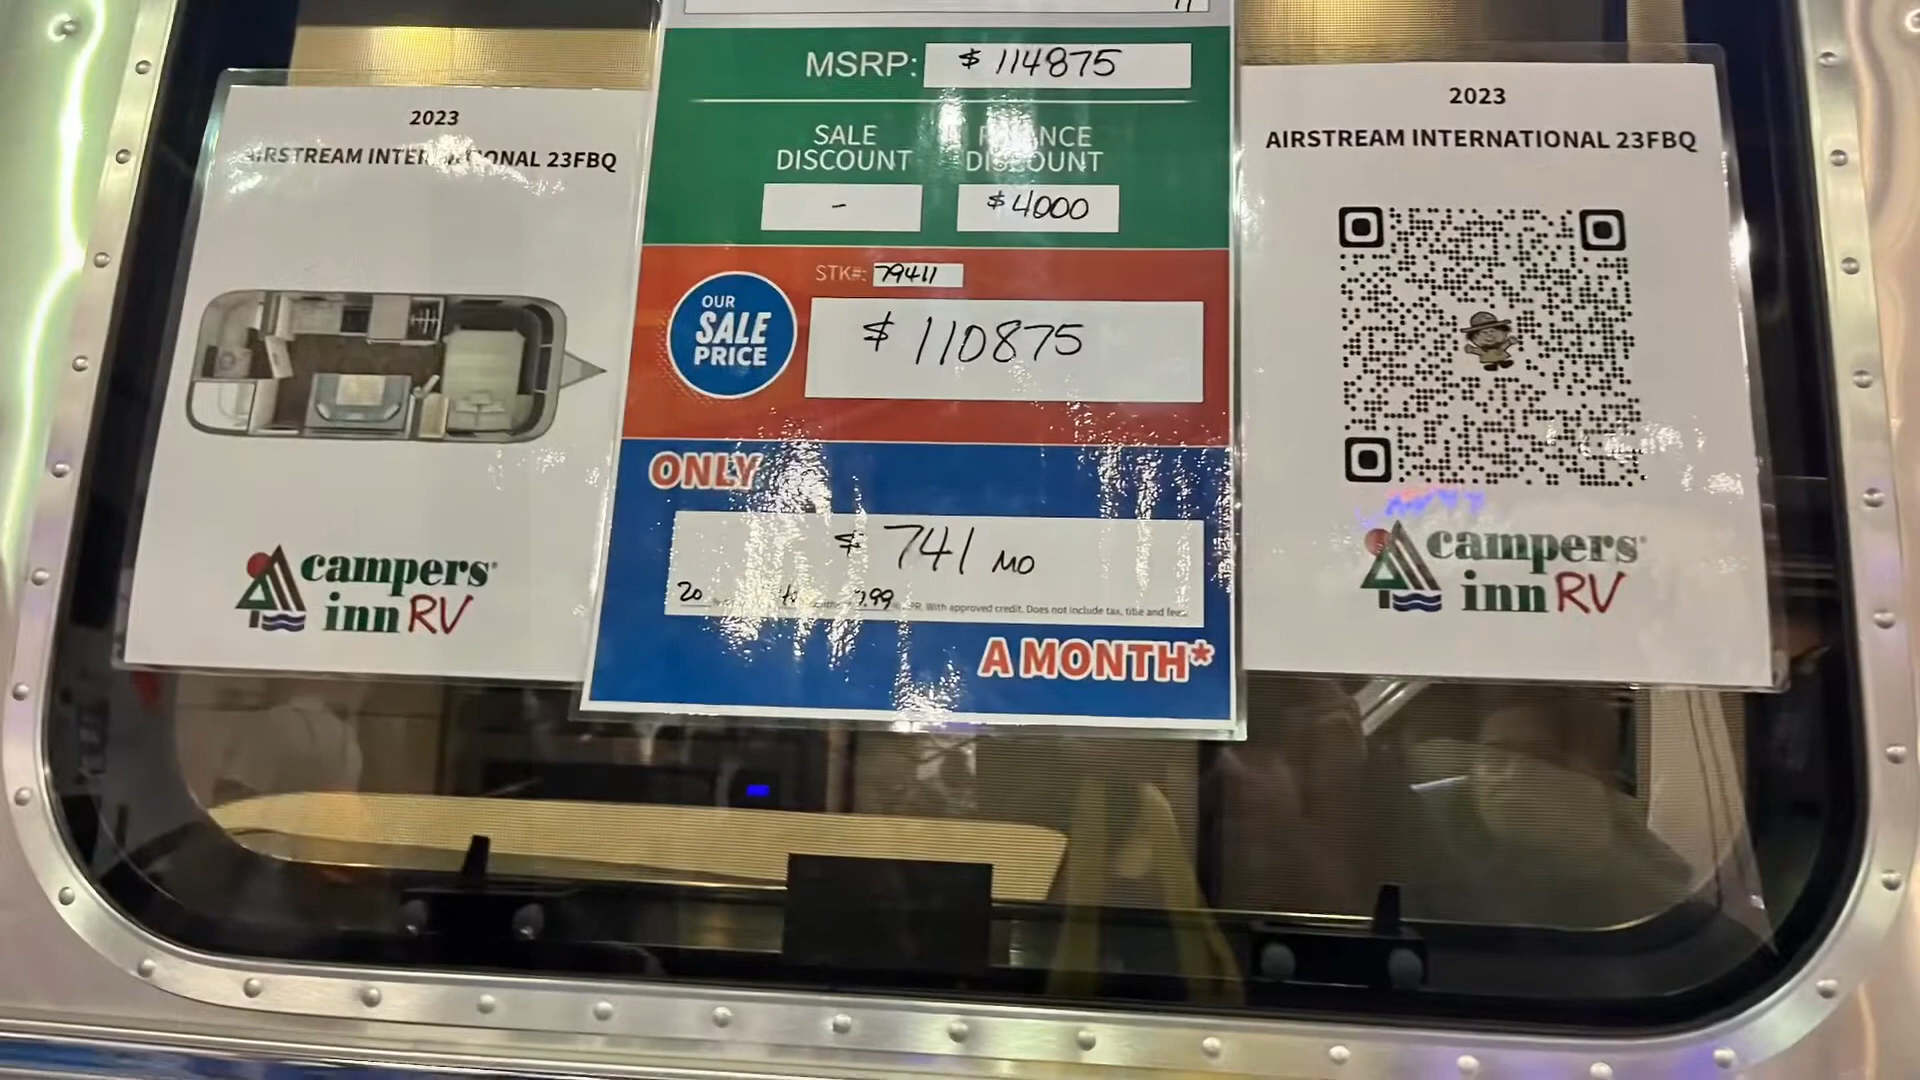 2023
AIRSTREAM INTERNATIONAL 23FBQ
campers
inn RV
MSRP: $ 114875
SALE DISCOUNT
-
FINANCE DISCOUNT
$4000
STK#: 79411
OUR
SALE
PRICE
$ 110875
ONLY
$ 741 MO
20
With approved credit. Does not include tax, title and fees.
A MONTH*
2023
AIRSTREAM INTERNATIONAL 23FBQ
campers
inn RV